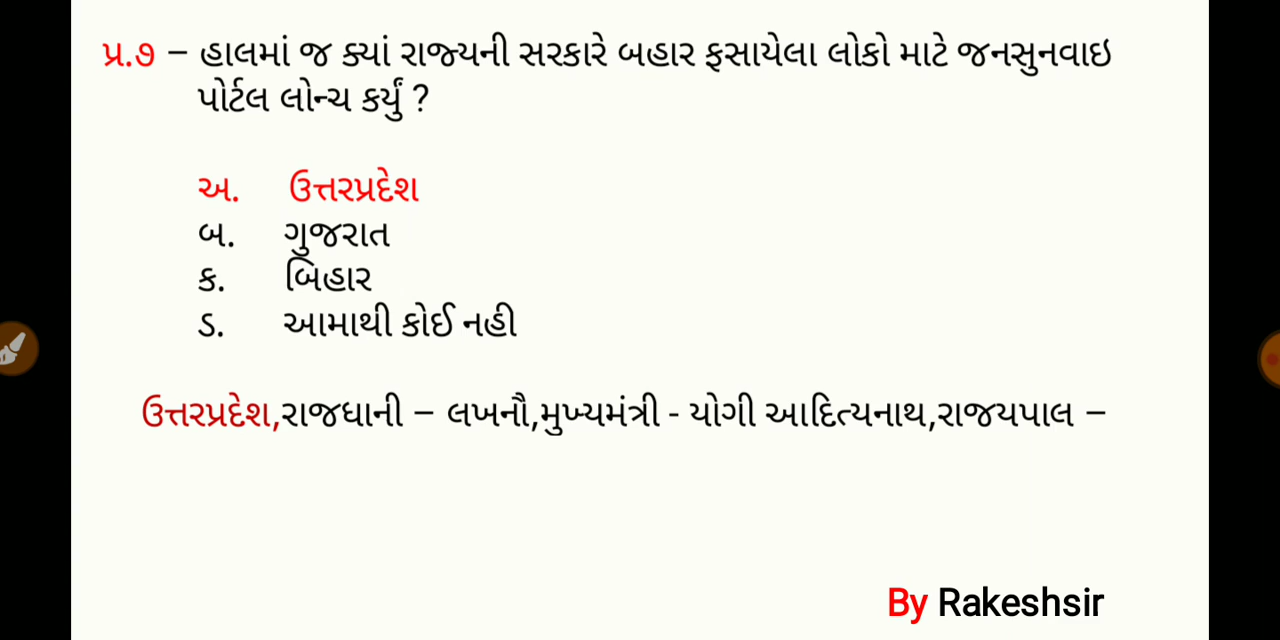 પ્ર.૭ – હાલમાં જ ક્યાં રાજ્યની સરકારે બહાર ફસાયેલા લોકો માટે જનસુનવાઇ
પોર્ટલ લોન્ચ કર્યું ?
અ. ઉત્તરપ્રદેશ
બ. ગુજરાત
ક. બિહાર
ડ. આમાથી કોઈ નહી
ઉત્તરપ્રદેશ,રાજધાની – લખનૌ,મુખ્યમંત્રી - યોગી આદિત્યનાથ,રાજયપાલ –
By Rakeshsir